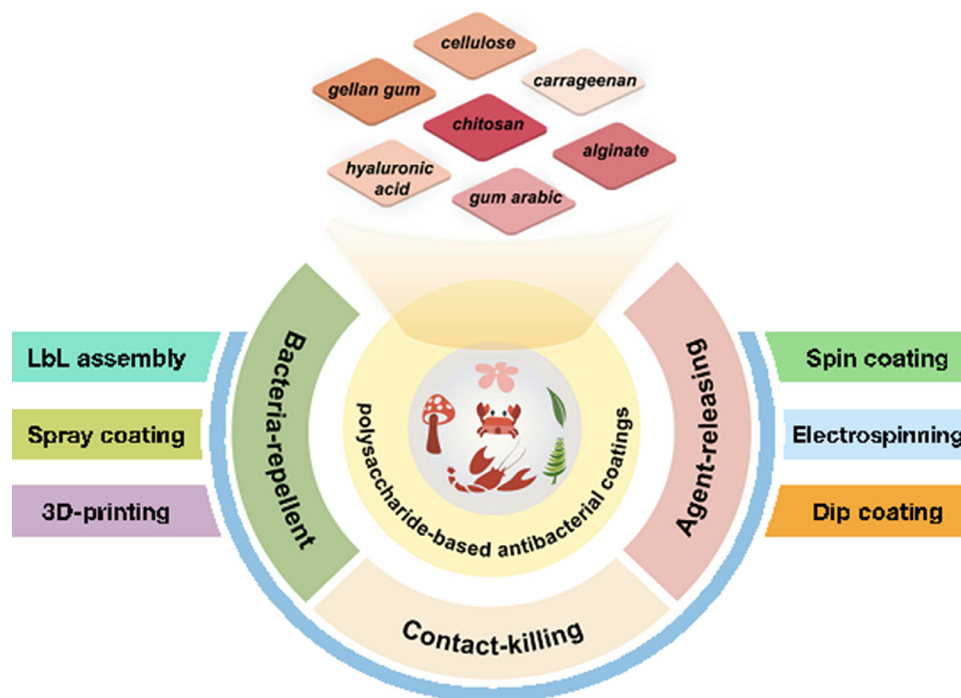 cellulose
gellan gum
carrageenan
chitosan
alginate
hyaluronic
acid
gum arabic
Bacteria-repellent
Agent-releasing
Contact-killing
polysaccharide-based antibacterial coatings
LbL assembly
Spray coating
3D-printing
Spin coating
Electrospinning
Dip coating